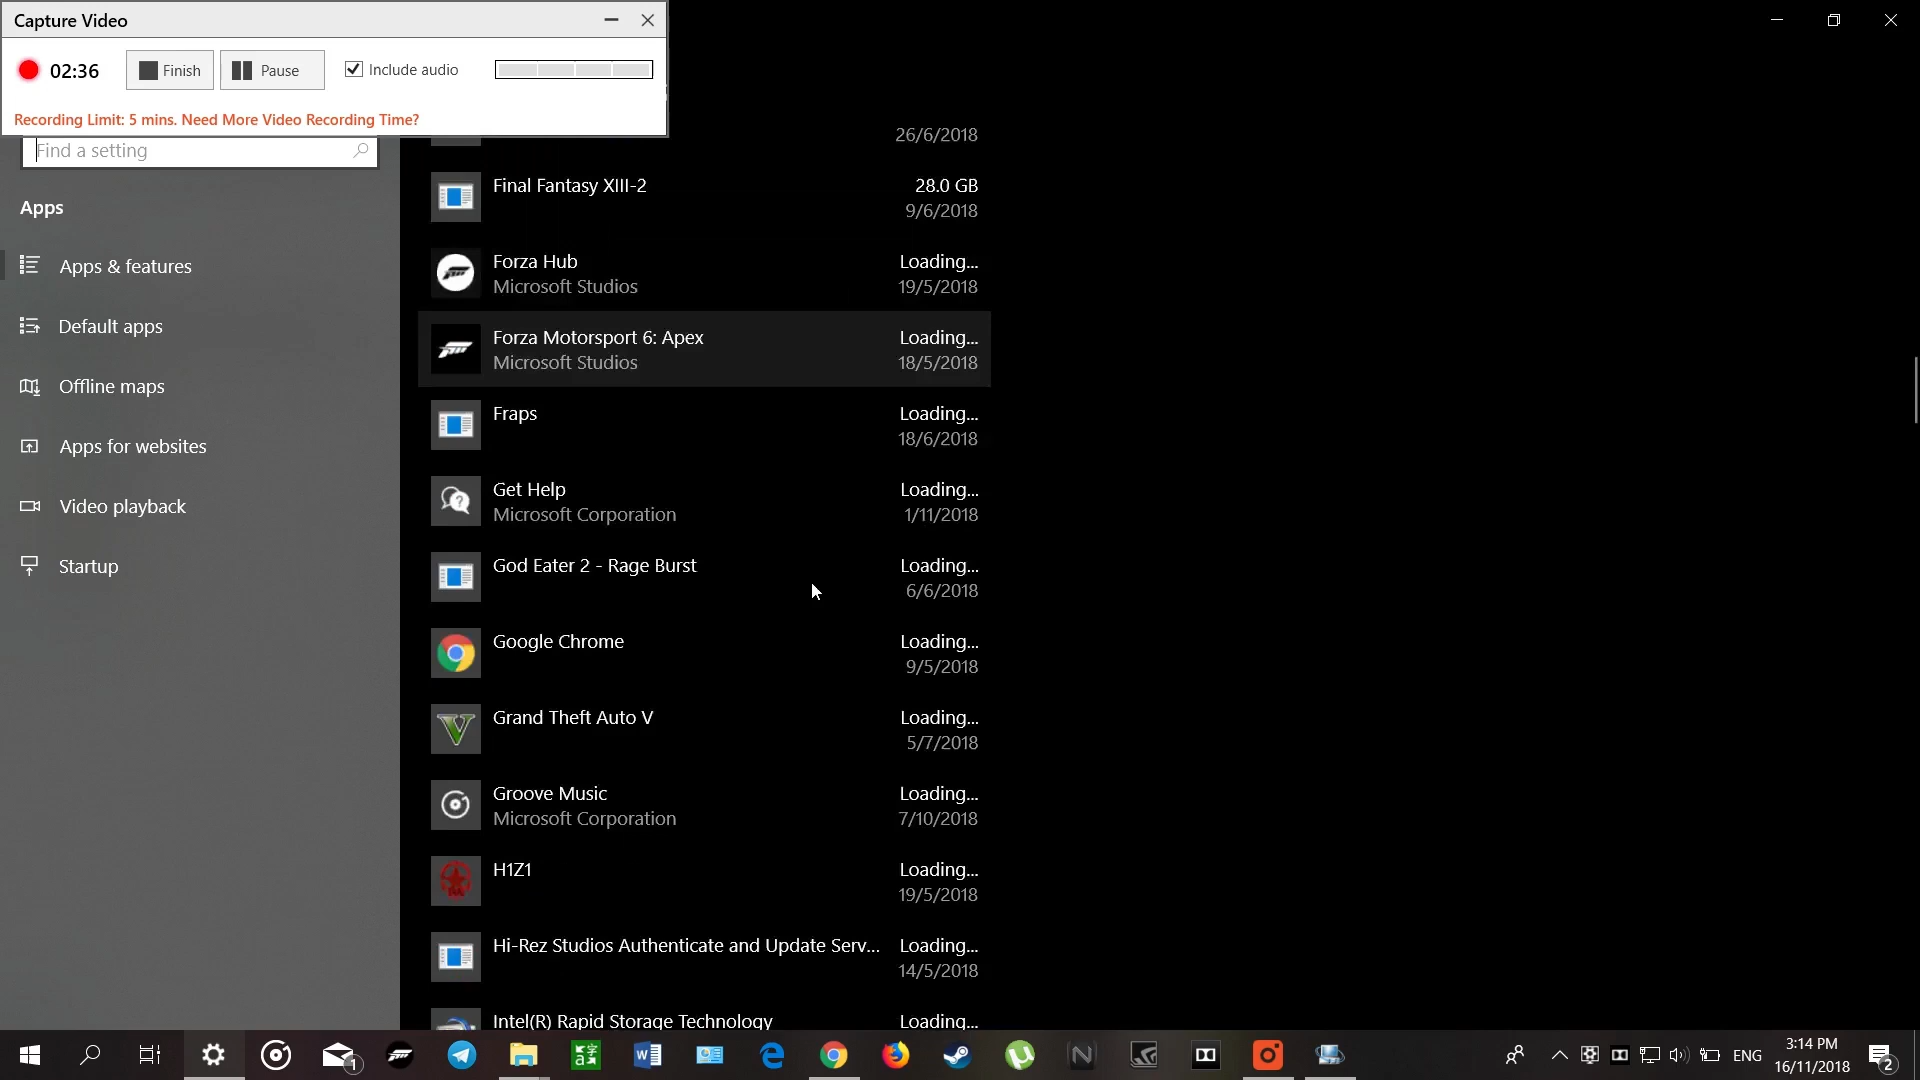 Capture Video
02:36
Finish
Pause
Include audio
Recording Limit: 5 mins. Need More Video Recording Time?
Find a setting
Apps
Apps & features
Default apps
Offline maps
Apps for websites
Video playback
Startup
26/6/2018
Final Fantasy XIII-2
28.0 GB
9/6/2018
Forza Hub
Loading...
Microsoft Studios
19/5/2018
Forza Motorsport 6: Apex
Loading...
Microsoft Studios
18/5/2018
Fraps
Loading...
18/6/2018
Get Help
Loading...
Microsoft Corporation
1/11/2018
God Eater 2 - Rage Burst
Loading...
6/6/2018
Google Chrome
Loading...
9/5/2018
Grand Theft Auto V
Loading...
5/7/2018
Groove Music
Loading...
Microsoft Corporation
7/10/2018
H1Z1
Loading...
19/5/2018
Hi-Rez Studios Authenticate and Update Serv...
Loading...
14/5/2018
Intel(R) Rapid Storage Technology
Loading...
1
ENG
3:14 PM
16/11/2018
2